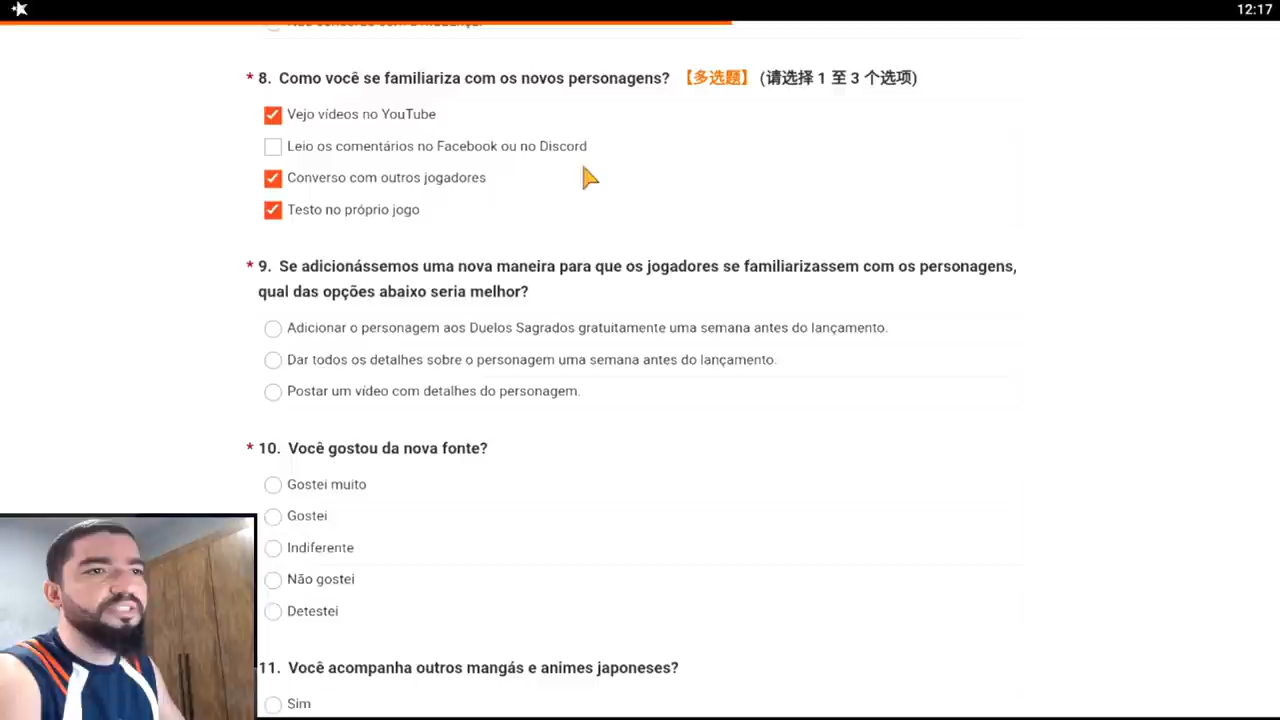 12:17
* 8. Como você se familiariza com os novos personagens? 【多选题】 (请选择 1 至 3 个选项)
Vejo vídeos no YouTube
Leio os comentários no Facebook ou no Discord
Converso com outros jogadores
Testo no próprio jogo
* 9. Se adicionássemos uma nova maneira para que os jogadores se familiarizassem com os personagens,
qual das opções abaixo seria melhor?
Adicionar o personagem aos Duelos Sagrados gratuitamente uma semana antes do lançamento.
Dar todos os detalhes sobre o personagem uma semana antes do lançamento.
Postar um vídeo com detalhes do personagem.
* 10. Você gostou da nova fonte?
Gostei muito
Gostei
Indiferente
Não gostei
Detestei
11. Você acompanha outros mangás e animes japoneses?
Sim